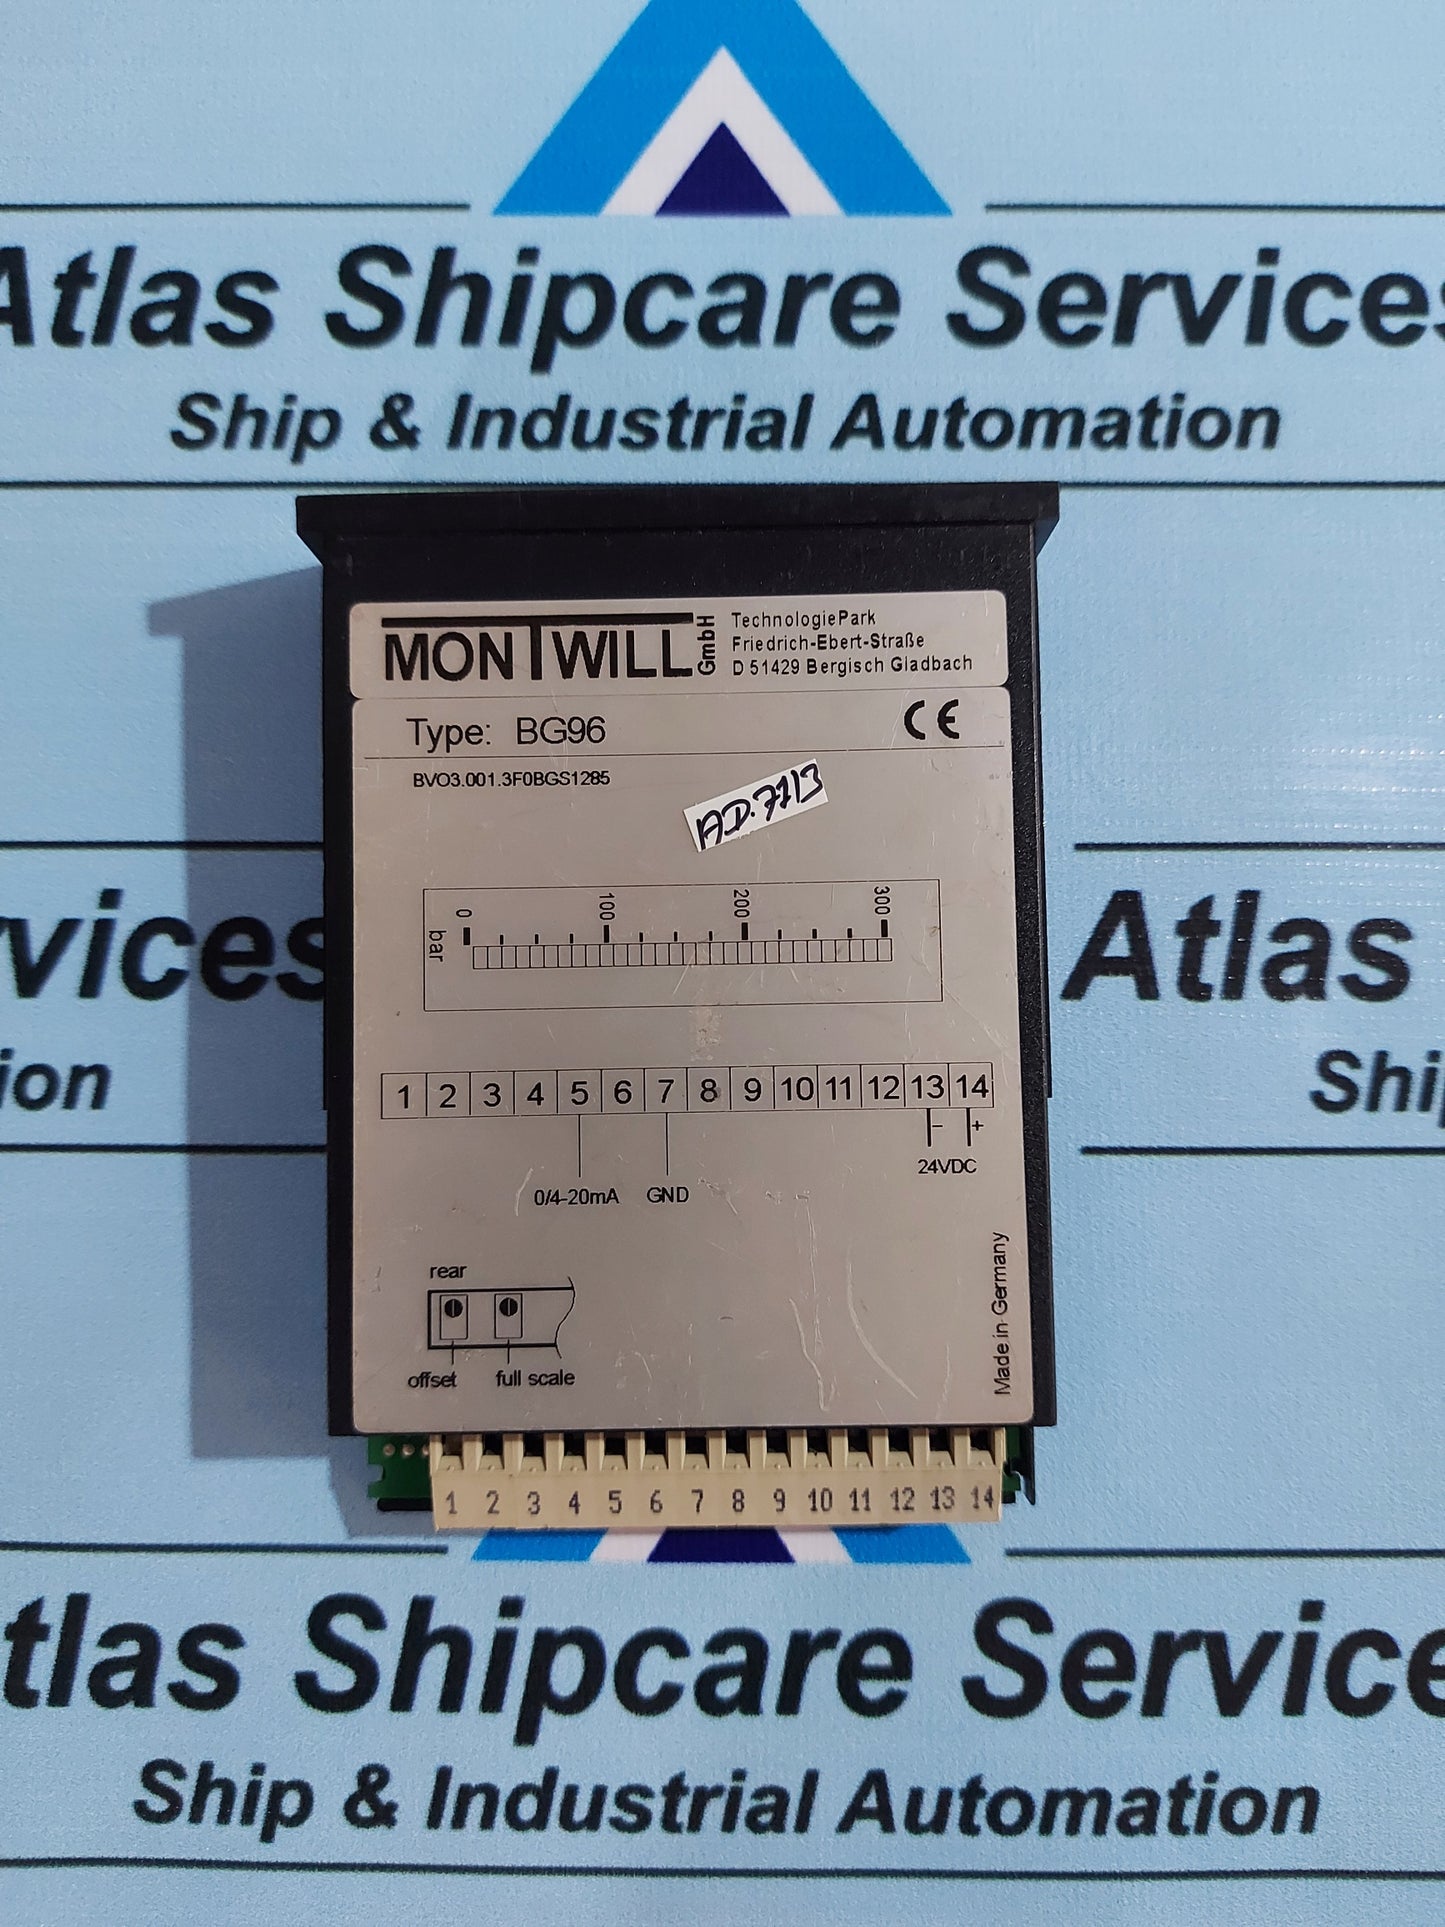 Atlas Shipcare Services
Ship & Industrial Automation
MONTWILL GmbH
TechnologiePark
Friedrich-Ebert-Straße
D 51429 Bergisch Gladbach
Type: BG96 CE
BVO3.001.3F0BGS1285
AD.7713
0 100 200 300
bar
1 2 3 4 5 6 7 8 9 10 11 12 13 14
- +
24VDC
0/4-20mA GND
rear
offset full scale
Made in Germany
1 2 3 4 5 6 7 8 9 10 11 12 13 14
rvices
ion
Atlas
Ship
tlas Shipcare Service
Ship & Industrial Automation